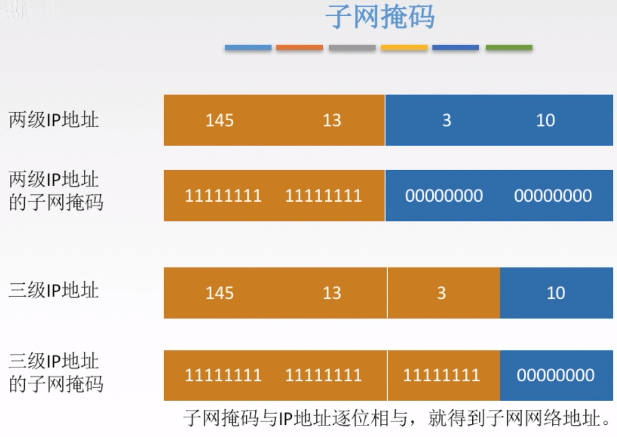 子网掩码
两级IP地址 145 13 3 10
两级IP地址
的子网掩码 11111111 11111111 00000000 00000000
三级IP地址 145 13 3 10
三级IP地址
的子网掩码 11111111 11111111 11111111 00000000
子网掩码与IP地址逐位相与，就得到子网网络地址。